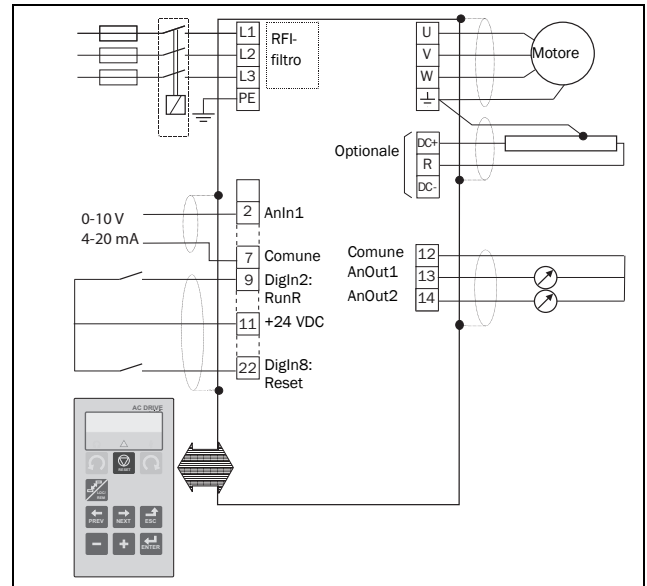 L1
L2
L3
PE
RFI-
filtro
U
V
W
Motore
Optionale
DC+
R
DC-
0-10 V
4-20 mA
2 AnIn1
7 Comune
9 DigIn2:
RunR
11 +24 VDC
22 DigIn8:
Reset
Comune 12
AnOut1 13
AnOut2 14
AC DRIVE
RESET
LOC/
REM
PREV
NEXT
ESC
ENTER